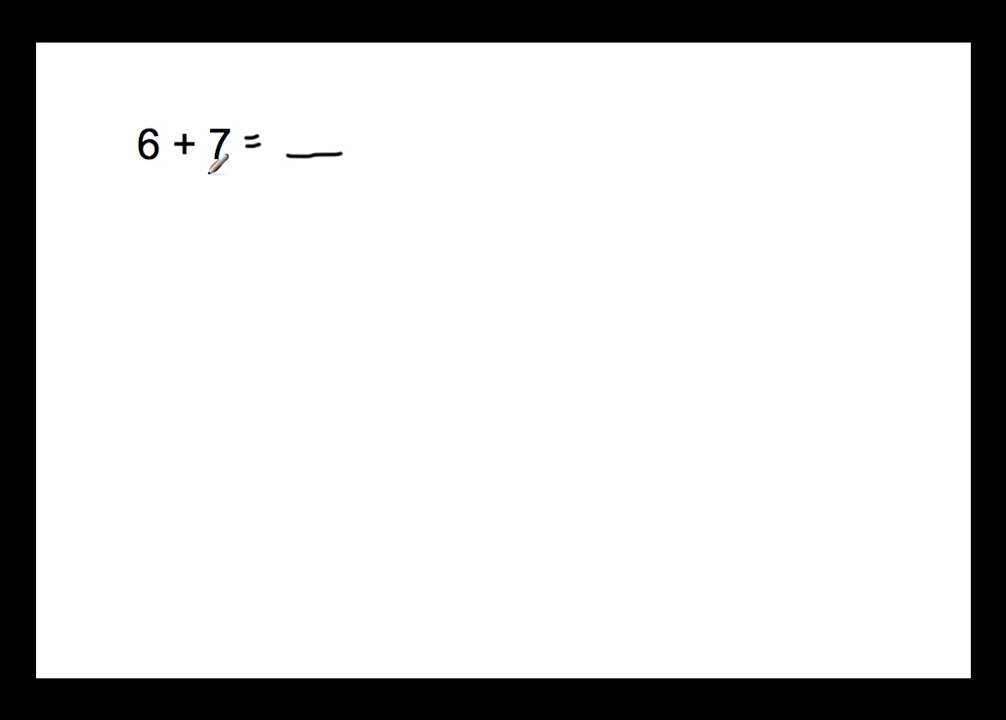 6 + 7 = __